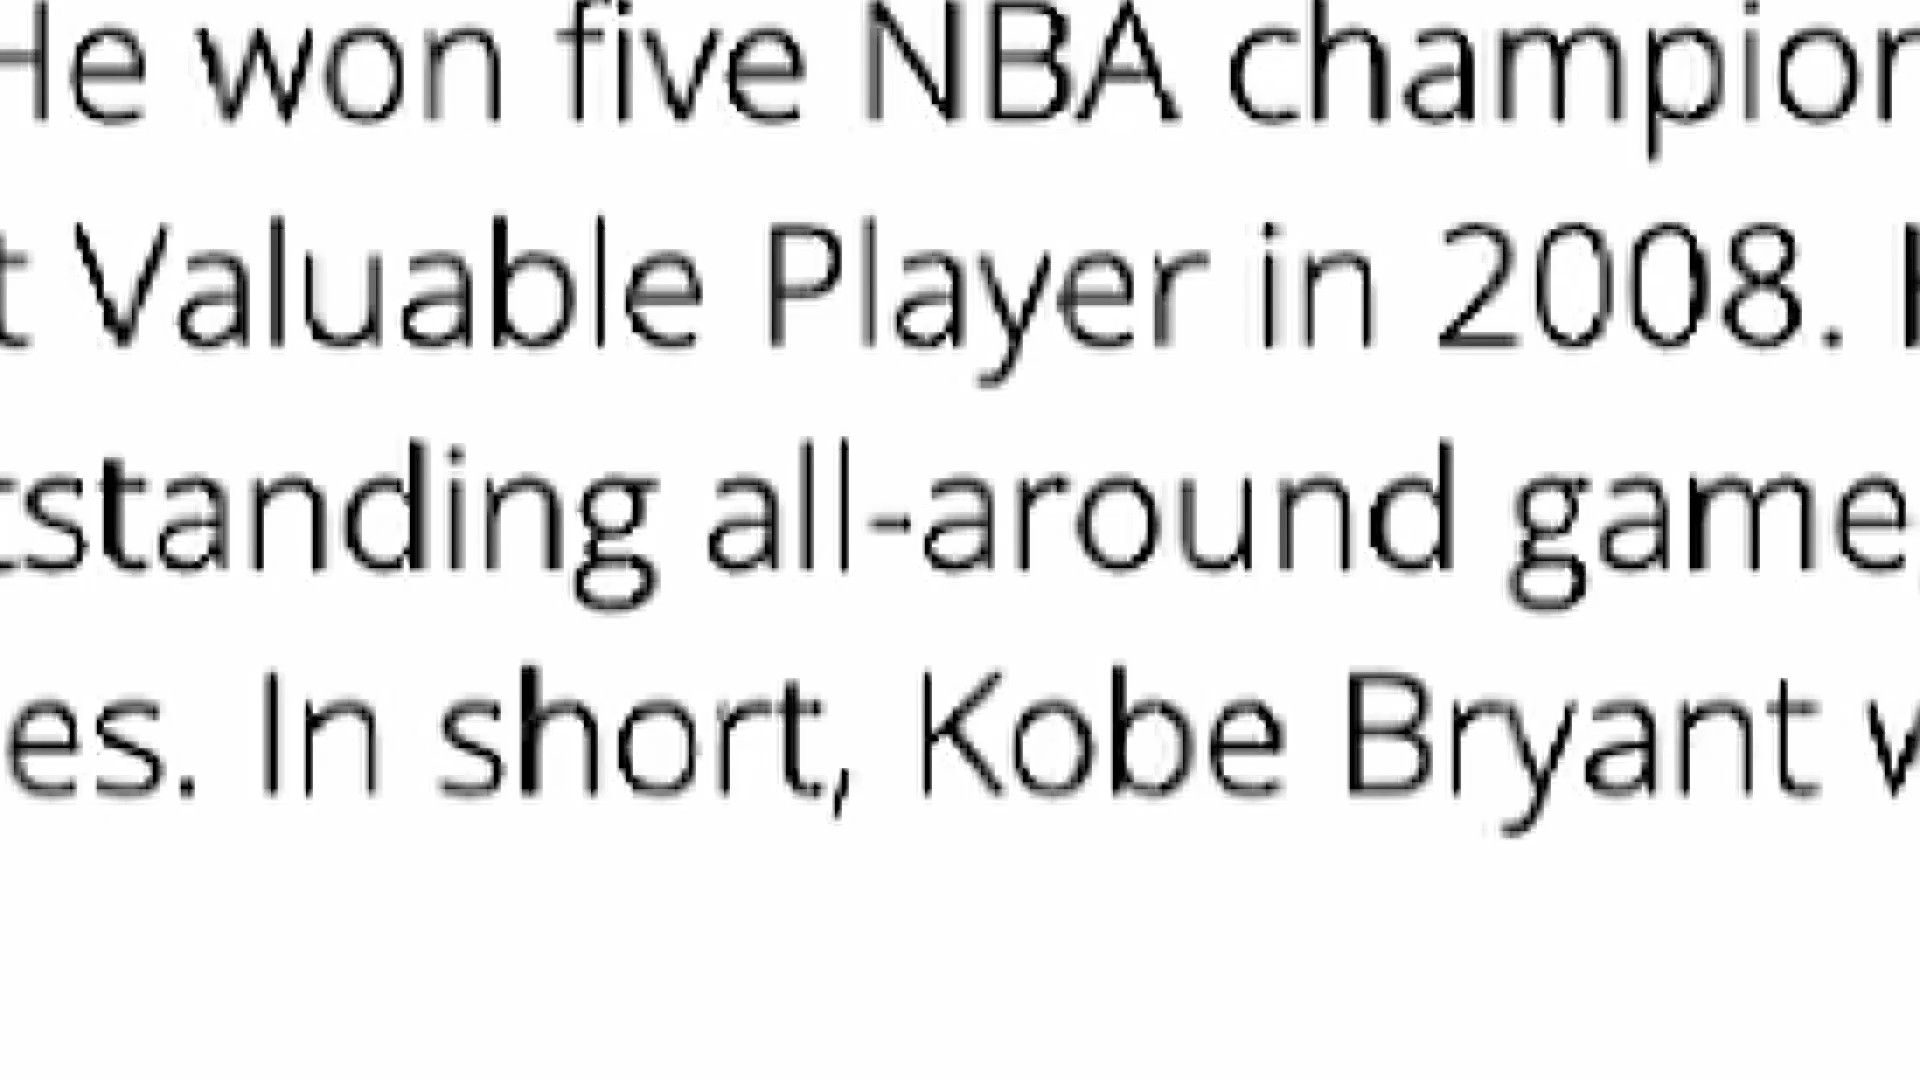 He won five NBA champion
t Valuable Player in 2008.
tstanding all-around game,
es. In short, Kobe Bryant w